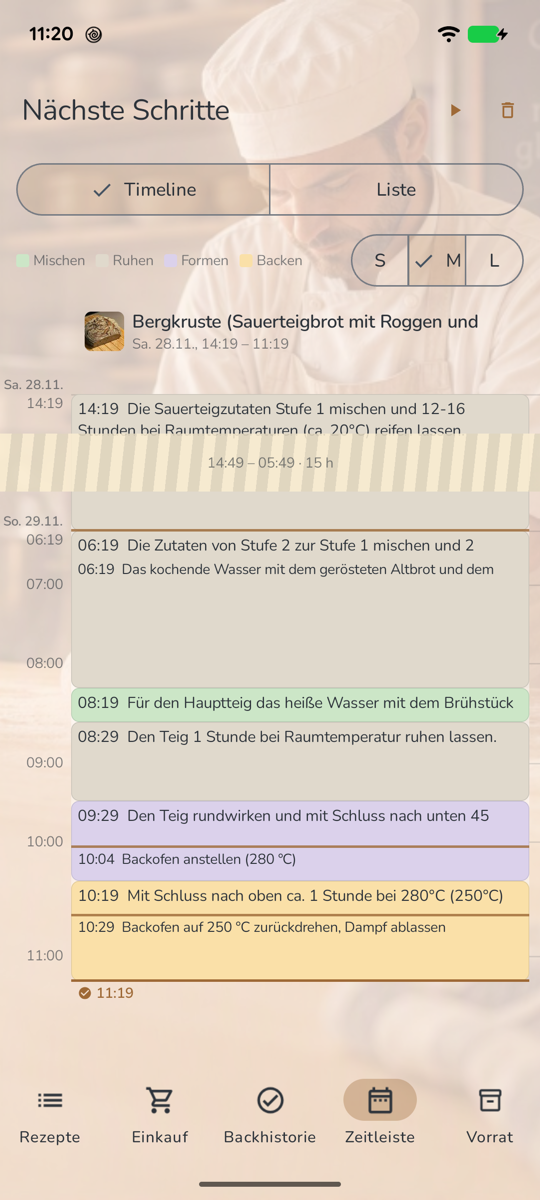 11:20
Nächste Schritte
Timeline
Liste
Mischen
Ruhen
Formen
Backen
S
M
L
Bergkruste (Sauerteigbrot mit Roggen und
Sa. 28.11., 14:19 – 11:19
Sa. 28.11.
14:19
14:19 Die Sauerteigzutaten Stufe 1 mischen und 12-16
Stunden bei Raumtemperaturen (ca. 20°C) reifen lassen
14:49 – 05:49 · 15 h
So. 29.11.
06:19
06:19 Die Zutaten von Stufe 2 zur Stufe 1 mischen und 2
06:19 Das kochende Wasser mit dem gerösteten Altbrot und dem
07:00
08:00
08:19 Für den Hauptteig das heiße Wasser mit dem Brühstück
08:29 Den Teig 1 Stunde bei Raumtemperatur ruhen lassen.
09:00
09:29 Den Teig rundwirken und mit Schluss nach unten 45
10:00
10:04 Backofen anstellen (280 °C)
10:19 Mit Schluss nach oben ca. 1 Stunde bei 280°C (250°C)
10:29 Backofen auf 250 °C zurückdrehen, Dampf ablassen
11:00
11:19
Rezepte
Einkauf
Backhistorie
Zeitleiste
Vorrat